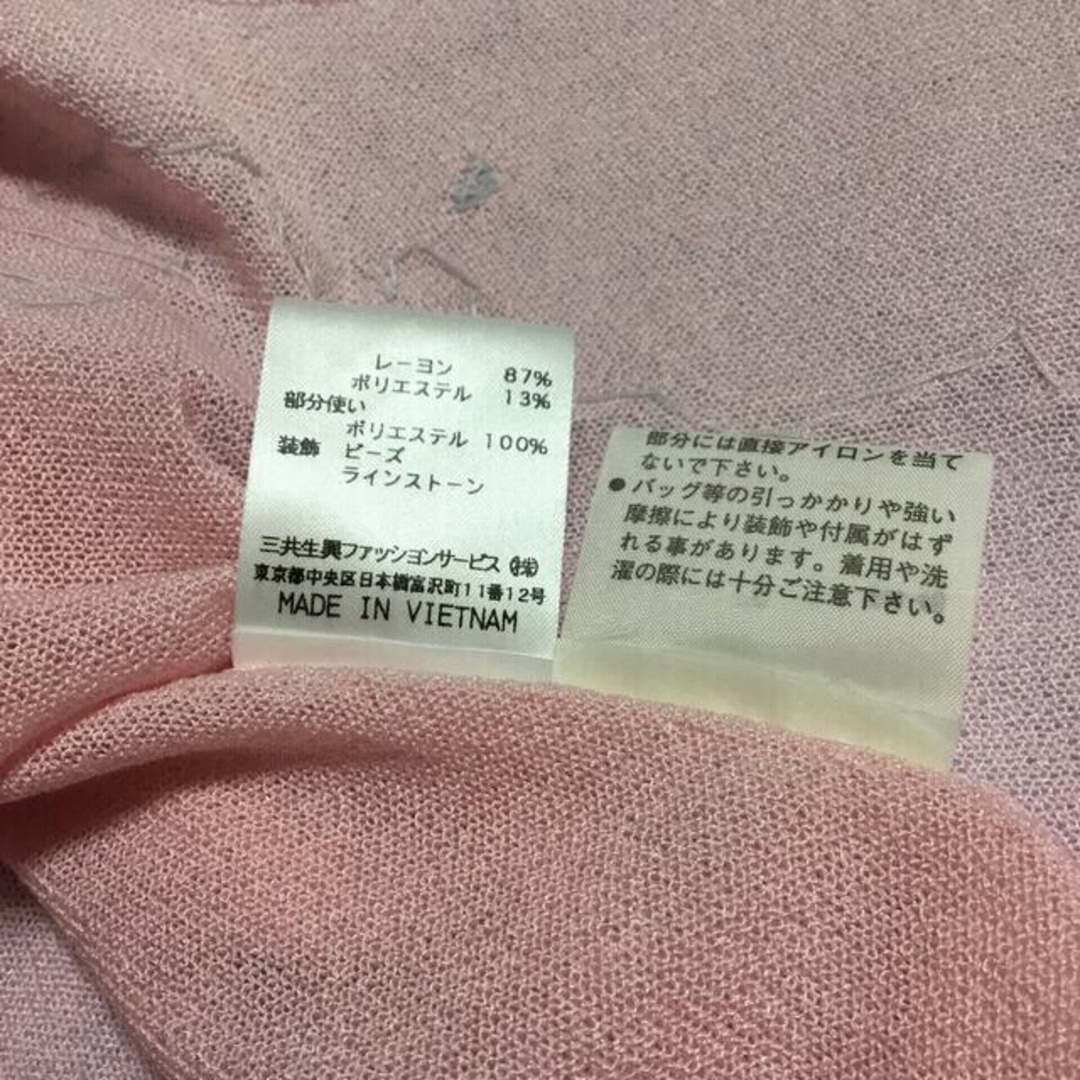 レーヨン 87%
ポリエステル 13%
部分使い
ポリエステル 100%
装飾 ビーズ
ラインストーン
三共生興ファッションサービス ㈱
東京都中央区日本橋富沢町11番12号
MADE IN VIETNAM
部分には直接アイロンを当て
ないで下さい。
●バッグ等の引っかかりや強い
摩擦により装飾や付属がはず
れる事があります。着用や洗
濯の際には十分ご注意下さい。